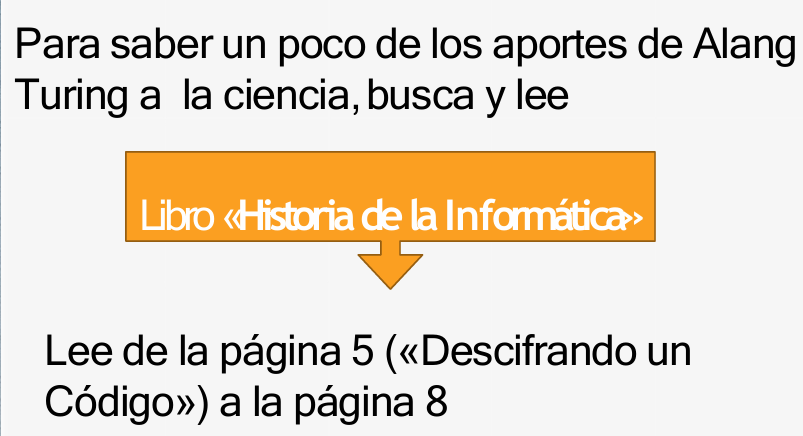 Para saber un poco de los aportes de Alang
Turing a la ciencia, busca y lee
Libro «Historia de la Informática»
Lee de la página 5 («Descifrando un
Código») a la página 8